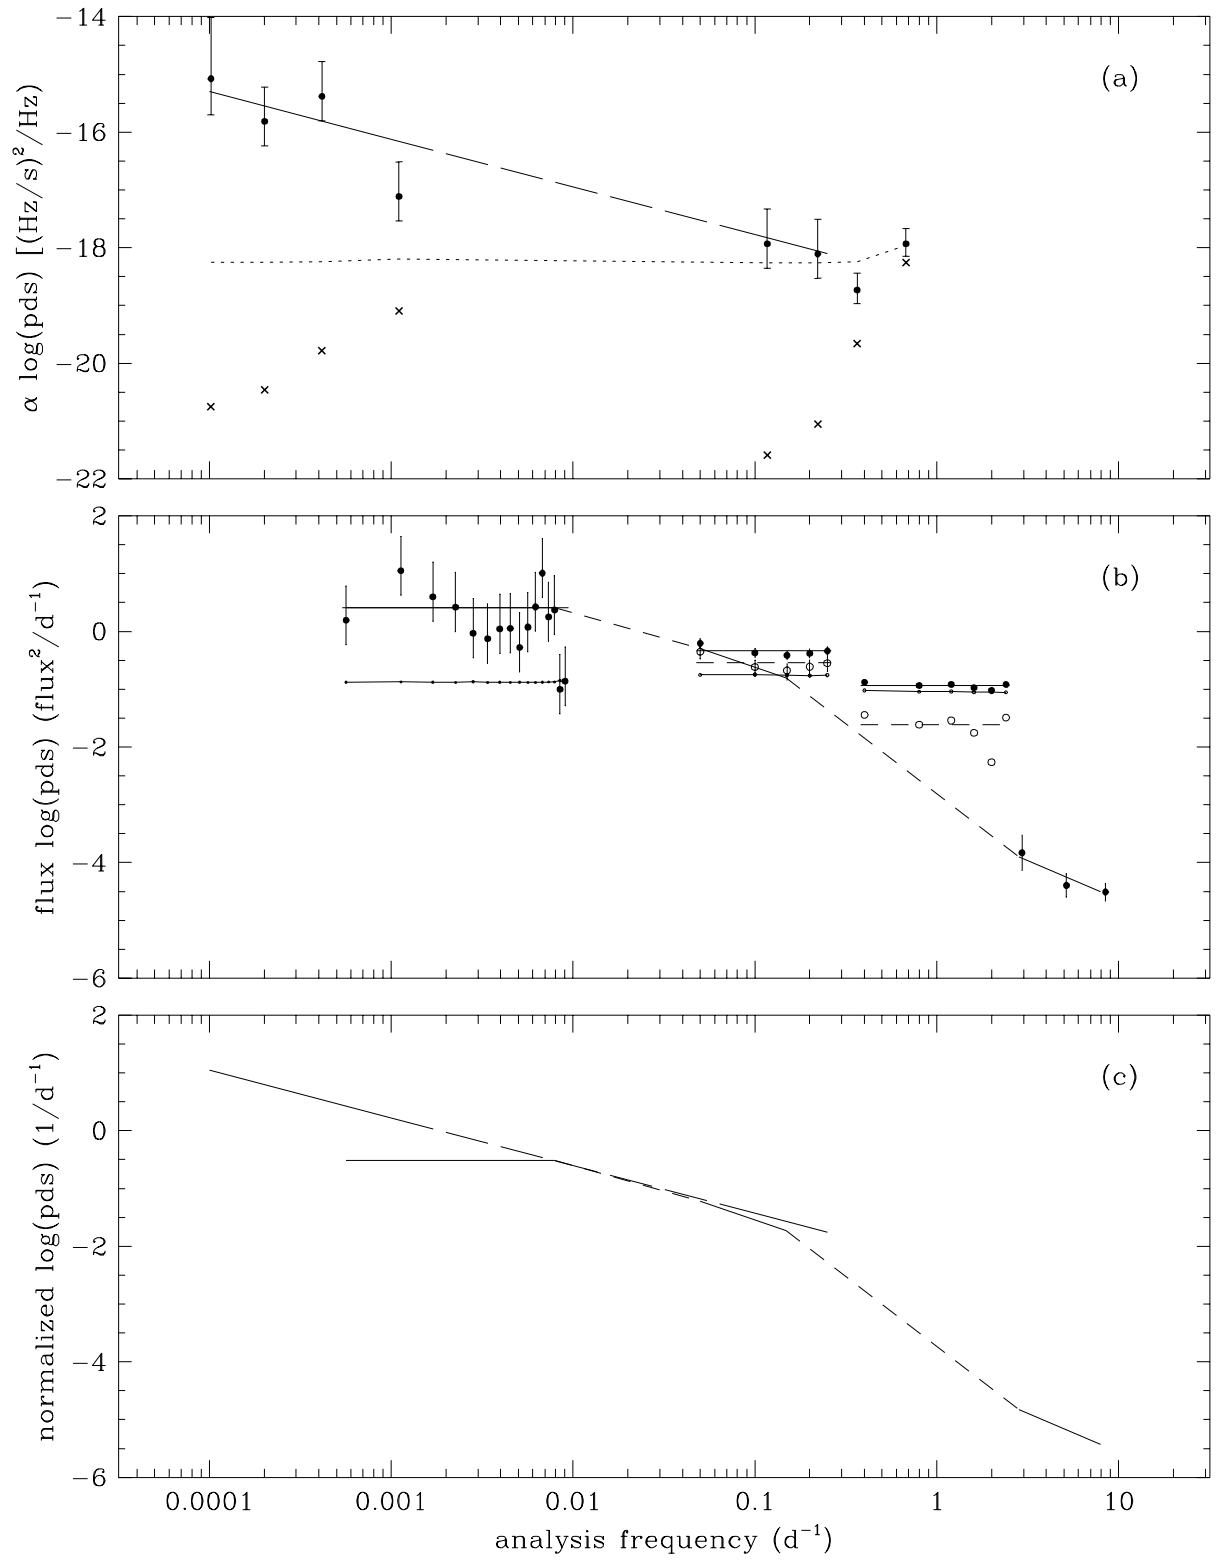 α log(pds) [(Hz/s)²/Hz]
−14
−16
−18
−20
−22
(a)
flux log(pds) (flux²/d⁻¹)
2
0
−2
−4
−6
(b)
normalized log(pds) (1/d⁻¹)
2
0
−2
−4
−6
(c)
0.0001 0.001 0.01 0.1 1 10
analysis frequency (d⁻¹)